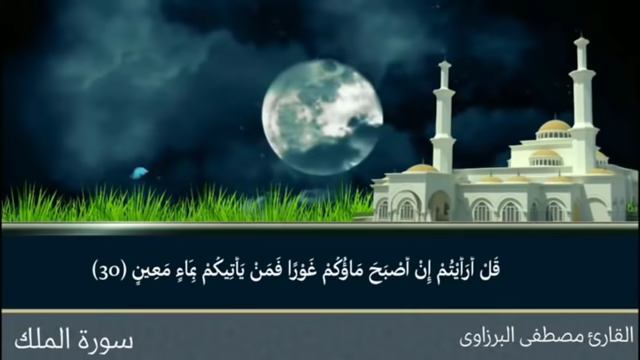 قُلْ أَرَأَيْتُمْ إِنْ أَصْبَحَ مَاؤُكُمْ غَوْرًا فَمَنْ يَأْتِيكُمْ بِمَاءٍ مَعِينٍ (30)
القارئ مصطفى البرزاوى
سورة الملك